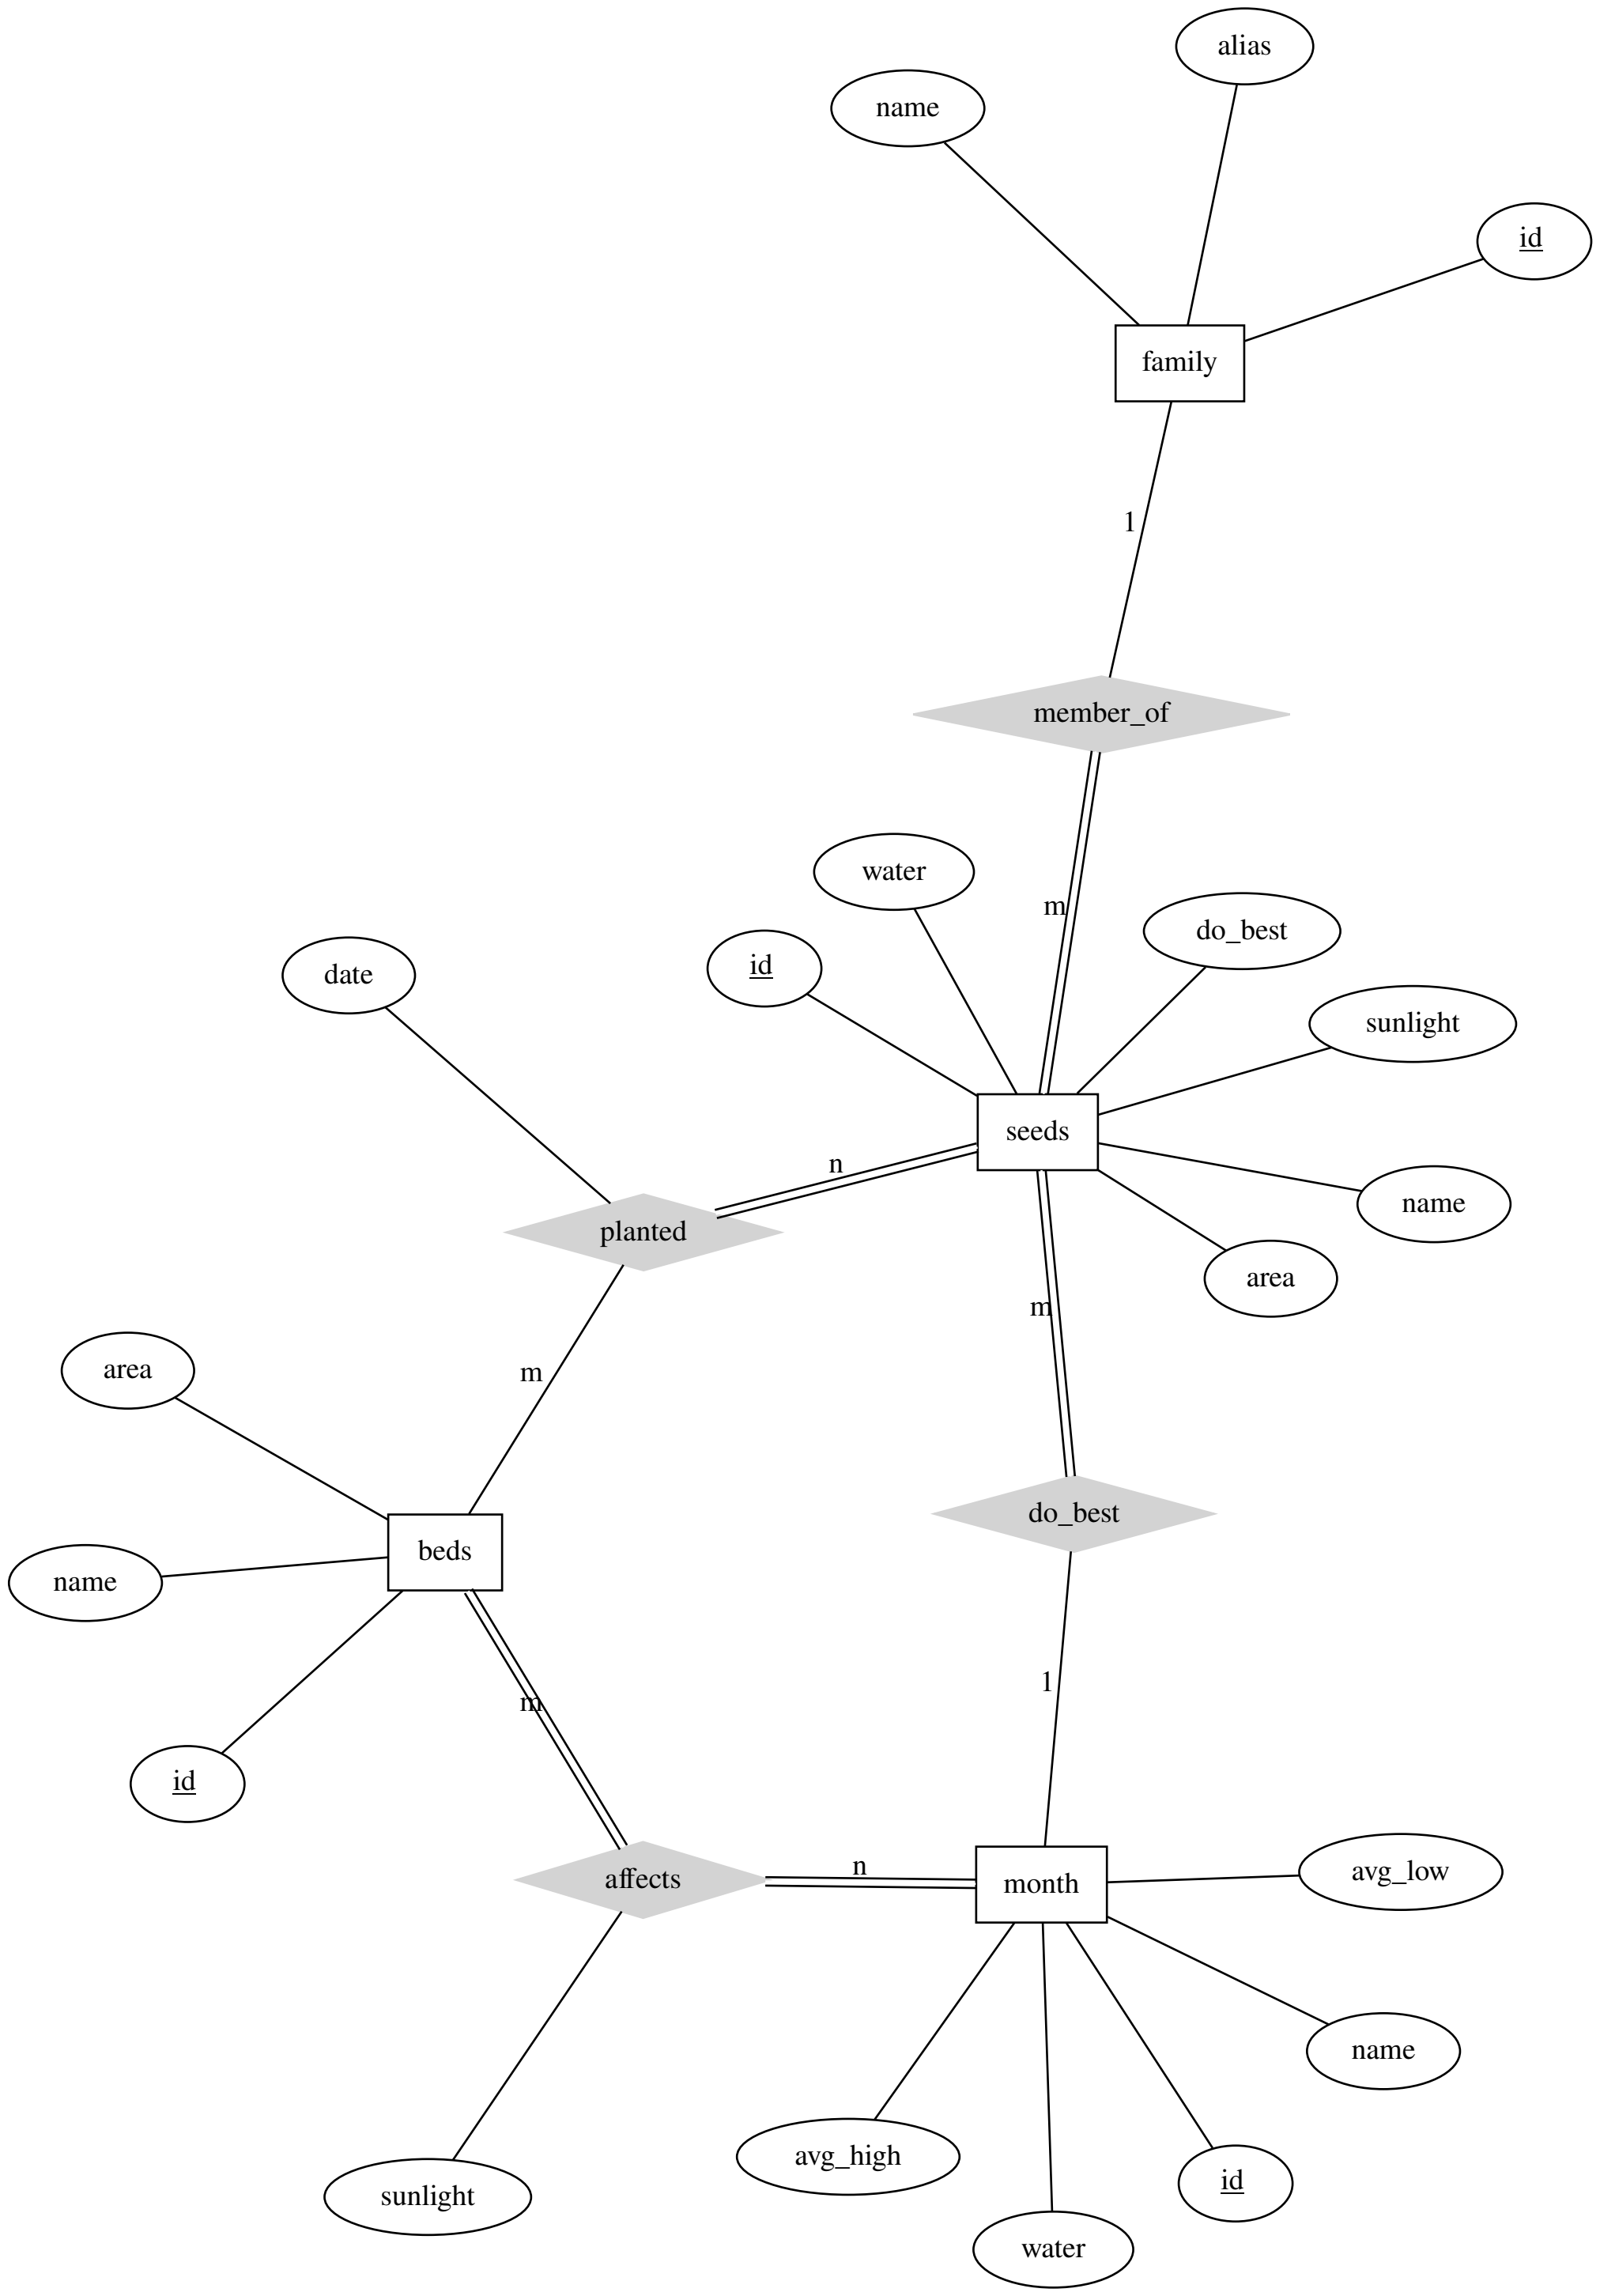 alias
name
id
family
1
member_of
water
m
do_best
id
date
sunlight
seeds
n
name
planted
area
m
area
m
do_best
beds
name
1
m
id
avg_low
n
affects
month
name
avg_high
id
sunlight
water